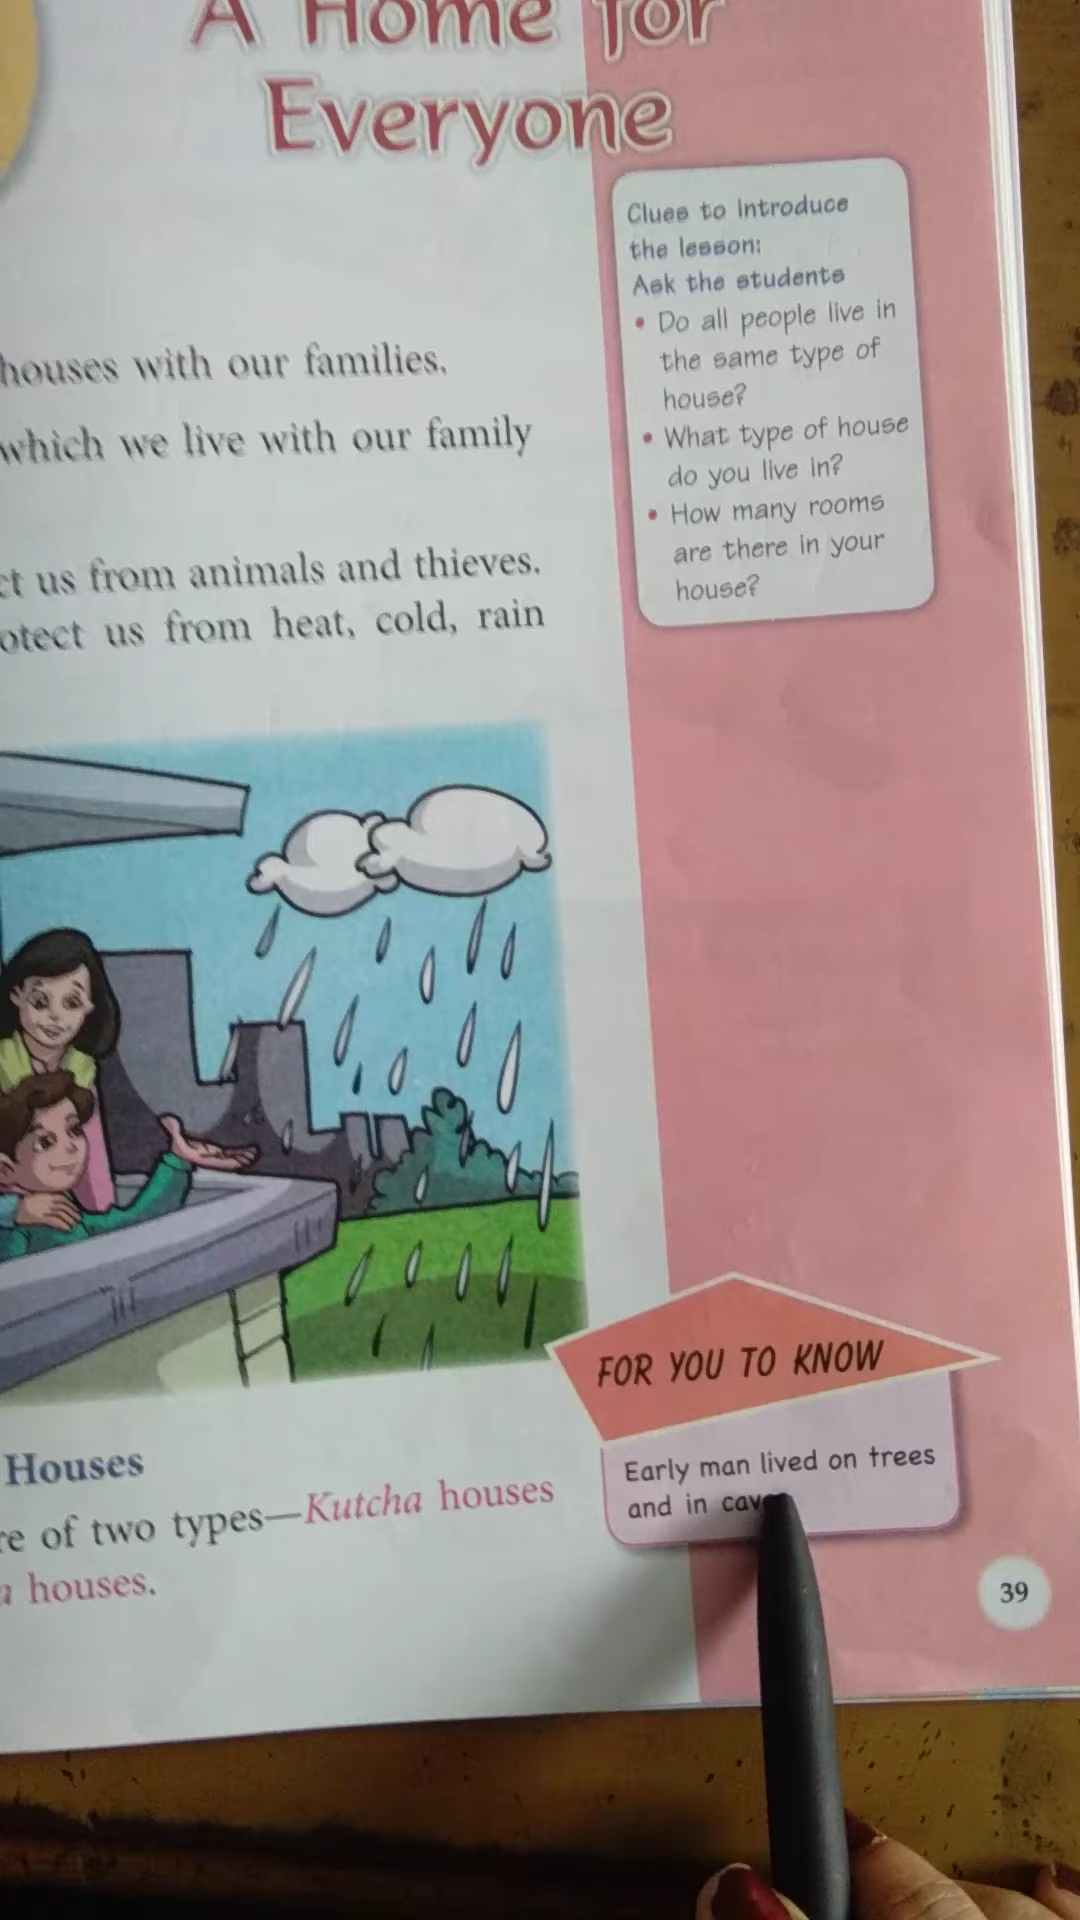 A Home for
Everyone
Clues to introduce
the lesson:
Ask the students
• Do all people live in
the same type of
house?
• What type of house
do you live in?
• How many rooms
are there in your
house?
houses with our families.
which we live with our family
us from animals and thieves.
us from heat, cold, rain
FOR YOU TO KNOW
Early man lived on trees
and in
Houses
of two types—Kutcha houses
houses.
39